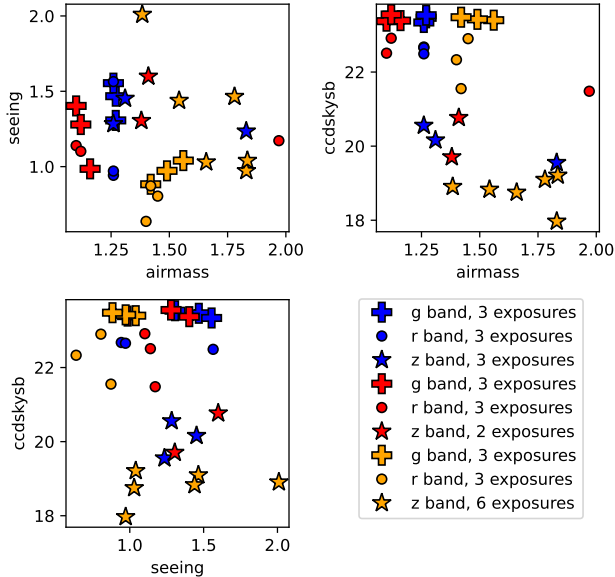 2.0
1.5
1.0
seeing
1.25
1.50
1.75
2.00
airmass
22
20
18
ccdskysb
1.25
1.50
1.75
2.00
airmass
22
20
18
ccdskysb
1.0
1.5
2.0
seeing
g band, 3 exposures
r band, 3 exposures
z band, 3 exposures
g band, 3 exposures
r band, 3 exposures
z band, 2 exposures
g band, 3 exposures
r band, 3 exposures
z band, 6 exposures